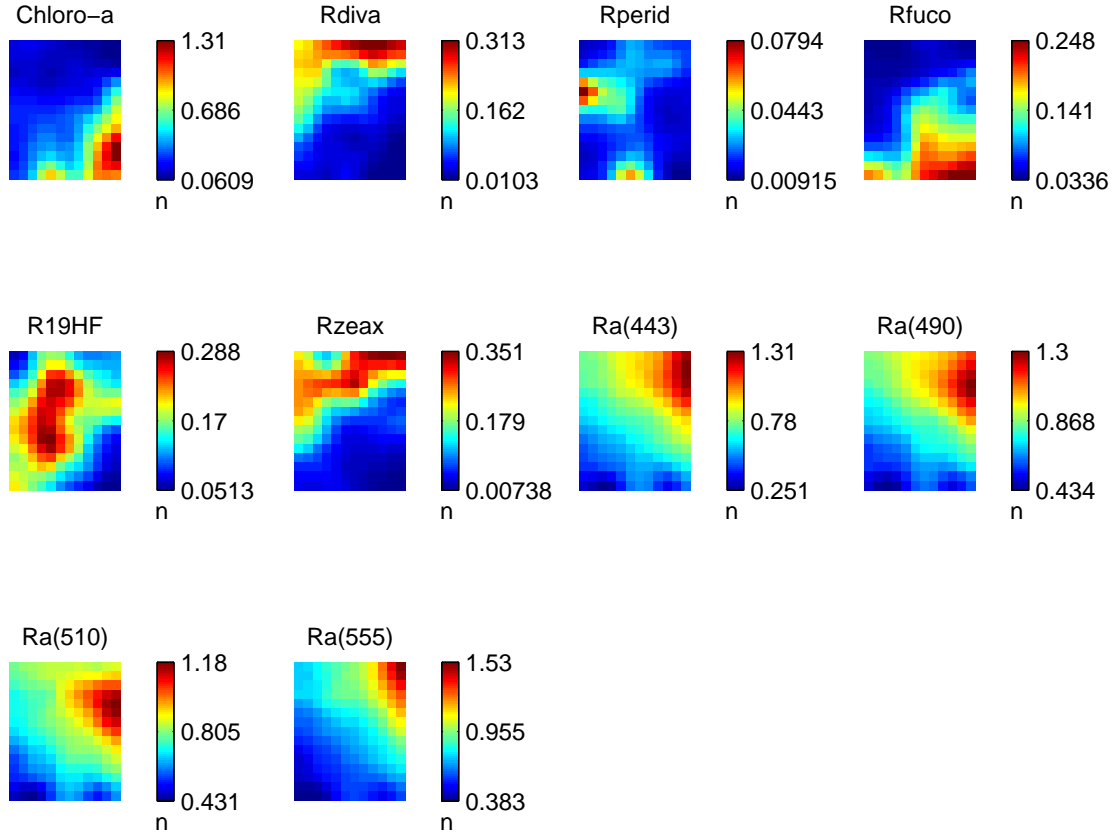 Chloro−a
1.31
0.686
0.0609
n
Rdiva
0.313
0.162
0.0103
n
Rperid
0.0794
0.0443
0.00915
n
Rfuco
0.248
0.141
0.0336
n
R19HF
0.288
0.17
0.0513
n
Rzeax
0.351
0.179
0.00738
n
Ra(443)
1.31
0.78
0.251
n
Ra(490)
1.3
0.868
0.434
n
Ra(510)
1.18
0.805
0.431
n
Ra(555)
1.53
0.955
0.383
n